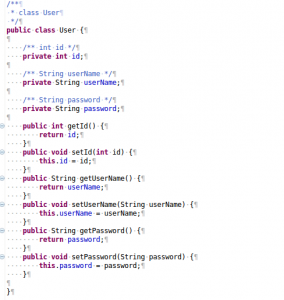 /**
 * class User
 */
public class User {

    /** int id */
    private int id;

    /** String userName */
    private String userName;

    /** String password */
    private String password;

    public int getId() {
        return id;
    }
    public void setId(int id) {
        this.id = id;
    }
    public String getUserName() {
        return userName;
    }
    public void setUserName(String userName) {
        this.userName = userName;
    }
    public String getPassword() {
        return password;
    }
    public void setPassword(String password) {
        this.password = password;
    }

}